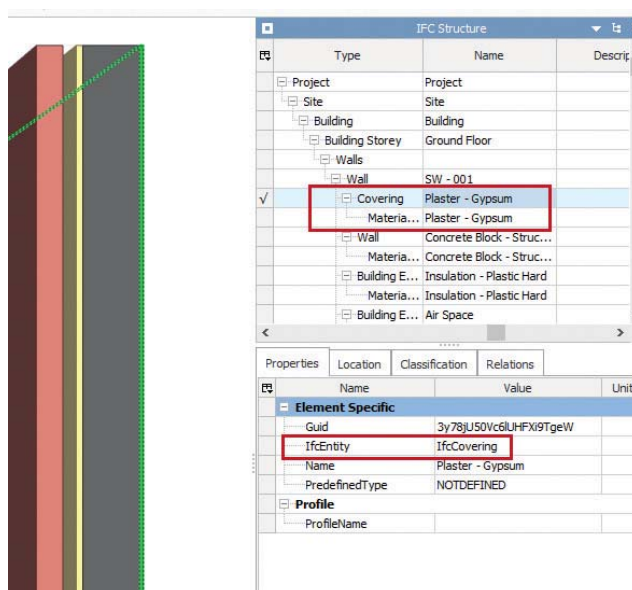 IFC Structure
Type Name Descrip
Project Project
Site Site
Building Building
Building Storey Ground Floor
Walls
Wall SW - 001
√ Covering Plaster - Gypsum
Materia... Plaster - Gypsum
Wall Concrete Block - Struc...
Materia... Concrete Block - Struc...
Building E... Insulation - Plastic Hard
Materia... Insulation - Plastic Hard
Building E... Air Space
Properties Location Classification Relations
Name Value Unit
Element Specific
Guid 3y78jU50Vc6lUHFXi9TgeW
IfcEntity IfcCovering
Name Plaster - Gypsum
PredefinedType NOTDEFINED
Profile
ProfileName